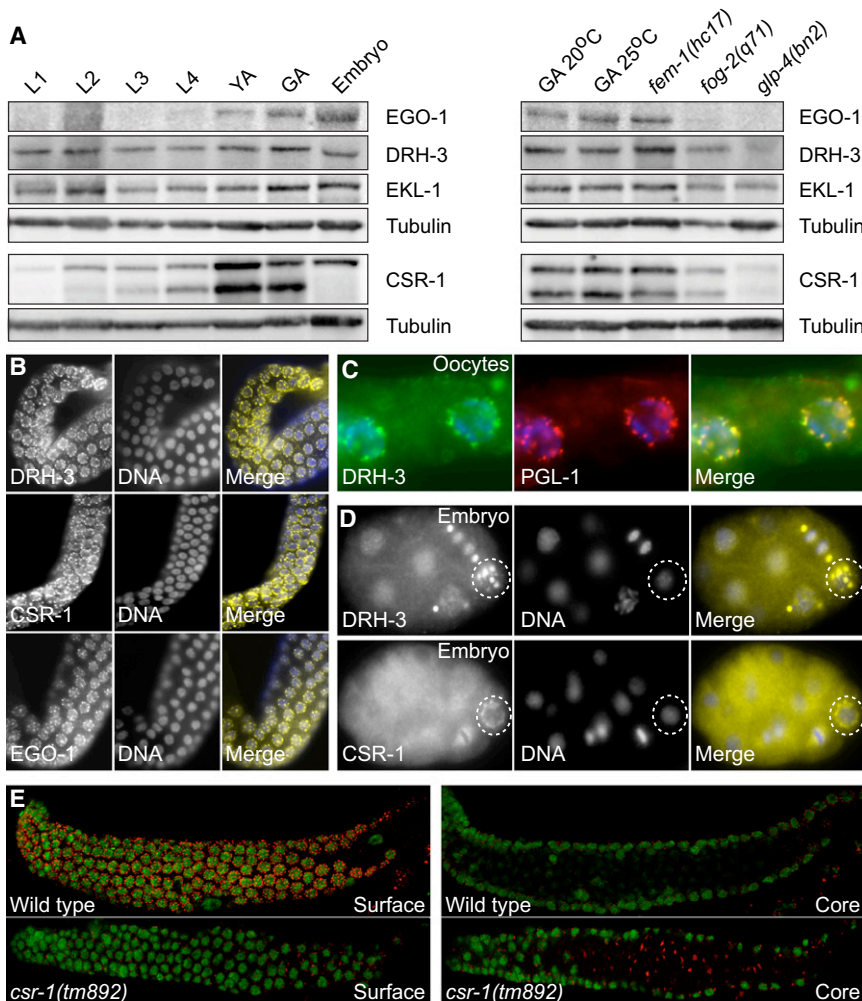 A
L1 L2 L3 L4 YA GA Embryo
GA 20°C GA 25°C fem-1(hc17) fog-2(q71) glp-4(bn2)
EGO-1 EGO-1
DRH-3 DRH-3
EKL-1 EKL-1
Tubulin Tubulin
CSR-1 CSR-1
Tubulin Tubulin
B
DRH-3 DNA Merge
CSR-1 DNA Merge
EGO-1 DNA Merge
C
Oocytes
DRH-3 PGL-1 Merge
D
Embryo
DRH-3 DNA Merge
Embryo
CSR-1 DNA Merge
E
Wild type Surface Wild type Core
csr-1(tm892) Surface csr-1(tm892) Core